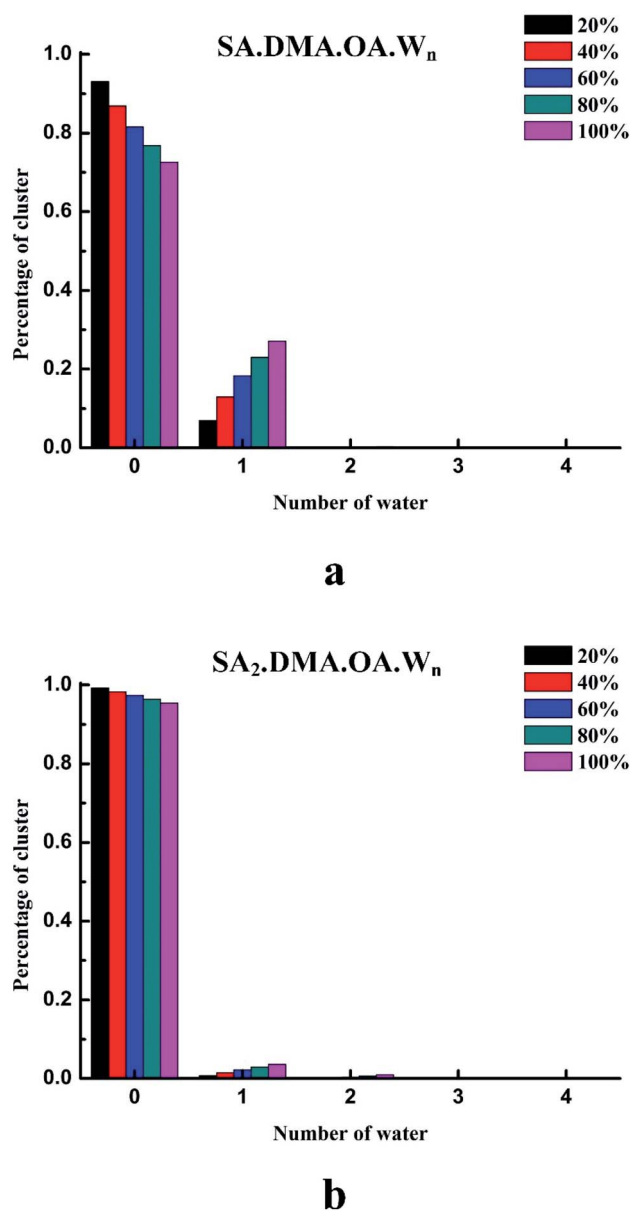 SA.DMA.OA.Wn
20%
40%
60%
80%
100%
1.0
0.8
0.6
0.4
0.2
0.0
Percentage of cluster
0 1 2 3 4
Number of water
a
SA2.DMA.OA.Wn
20%
40%
60%
80%
100%
1.0
0.8
0.6
0.4
0.2
0.0
Percentage of cluster
0 1 2 3 4
Number of water
b